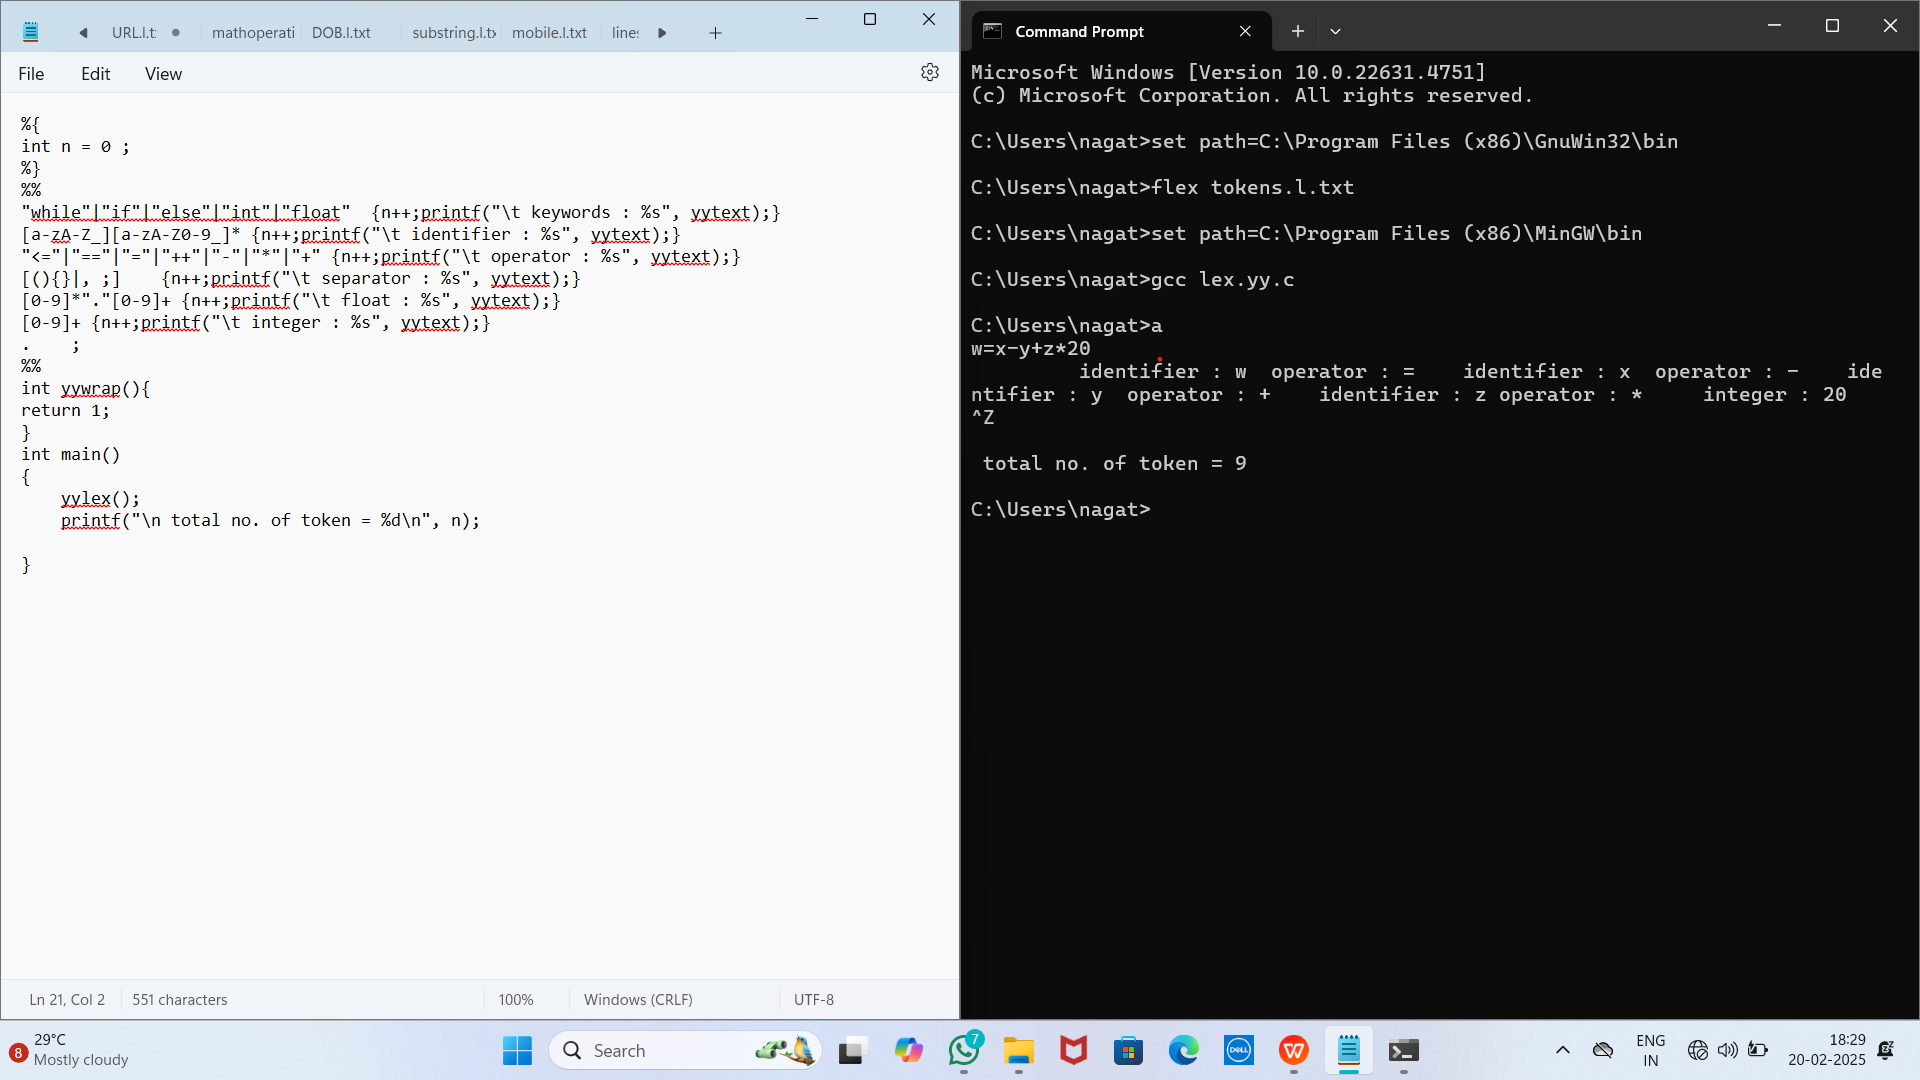 URL.l.t:
mathoperati
DOB.l.txt
substring.l.tx
mobile.l.txt
lines
File
Edit
View
%{
int n = 0 ;
%}
%%
"while"|"if"|"else"|"int"|"float"  {n++;printf("\t keywords : %s", yytext);}
[a-zA-Z_][a-zA-Z0-9_]* {n++;printf("\t identifier : %s", yytext);}
"<="|"=="|"="|"++"|"-"|"*"|"+" {n++;printf("\t operator : %s", yytext);}
[(){}|, ;]    {n++;printf("\t separator : %s", yytext);}
[0-9]*"."[0-9]+ {n++;printf("\t float : %s", yytext);}
[0-9]+ {n++;printf("\t integer : %s", yytext);}
.    ;
%%
int yywrap(){
return 1;
}
int main()
{
    yylex();
    printf("\n total no. of token = %d\n", n);
}
Ln 21, Col 2
551 characters
100%
Windows (CRLF)
UTF-8
Command Prompt
Microsoft Windows [Version 10.0.22631.4751]
(c) Microsoft Corporation. All rights reserved.
C:\Users\nagat>set path=C:\Program Files (x86)\GnuWin32\bin
C:\Users\nagat>flex tokens.l.txt
C:\Users\nagat>set path=C:\Program Files (x86)\MinGW\bin
C:\Users\nagat>gcc lex.yy.c
C:\Users\nagat>a
w=x-y+z*20
         identifier : w  operator : =    identifier : x  operator : -    ide
ntifier : y  operator : +    identifier : z operator : *     integer : 20
^Z
 total no. of token = 9
C:\Users\nagat>
8
29°C
Mostly cloudy
Search
7
DELL
ENG
IN
18:29
20-02-2025